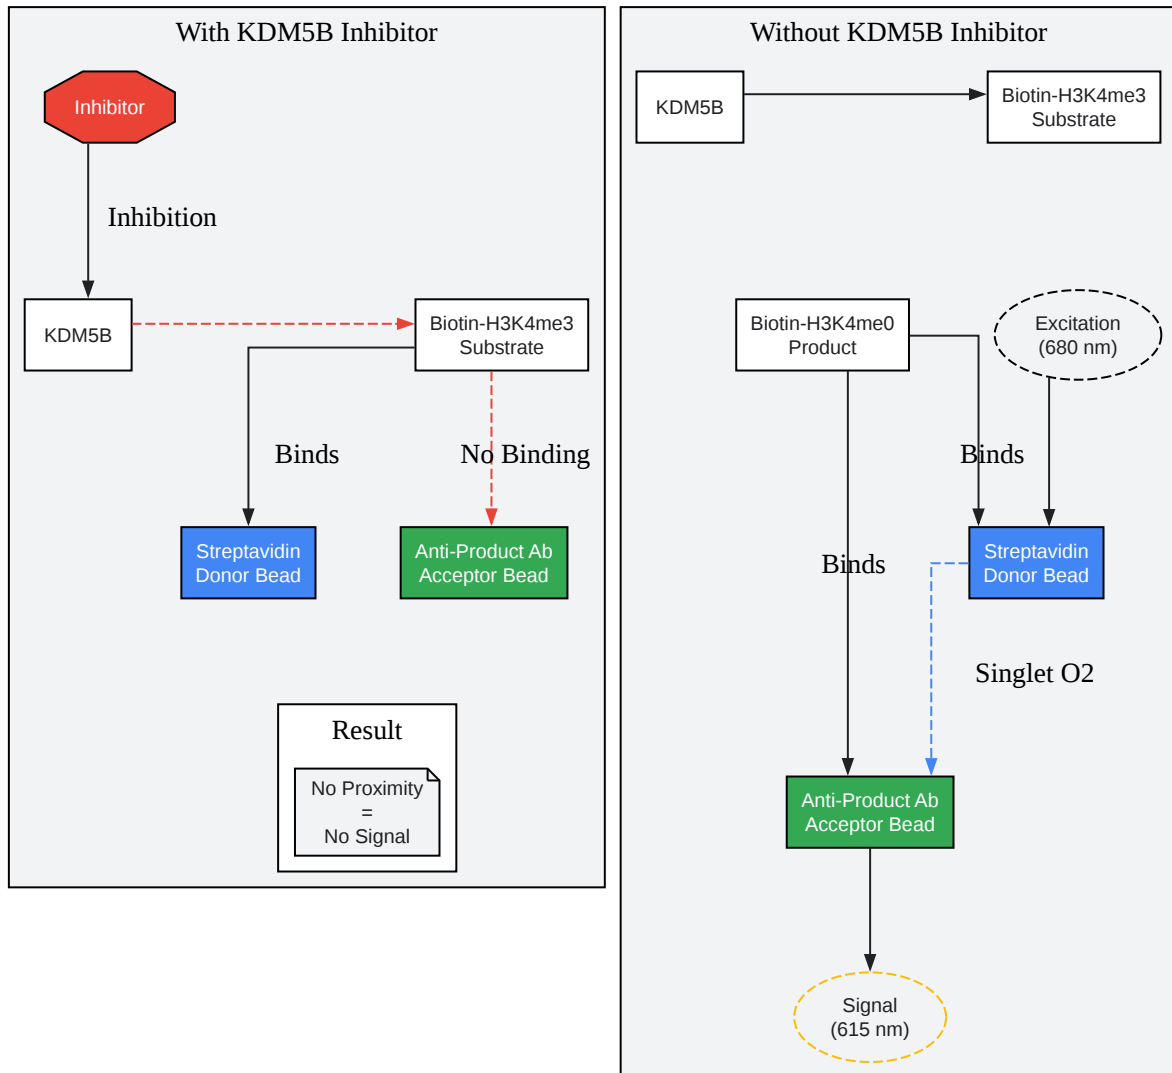 With KDM5B Inhibitor
Inhibitor
Inhibition
KDM5B
Biotin-H3K4me3
Substrate
Binds
No Binding
Streptavidin
Donor Bead
Anti-Product Ab
Acceptor Bead
Result
No Proximity
=
No Signal
Without KDM5B Inhibitor
KDM5B
Biotin-H3K4me3
Substrate
Biotin-H3K4me0
Product
Excitation
(680 nm)
Binds
Streptavidin
Donor Bead
Binds
Singlet O2
Anti-Product Ab
Acceptor Bead
Signal
(615 nm)